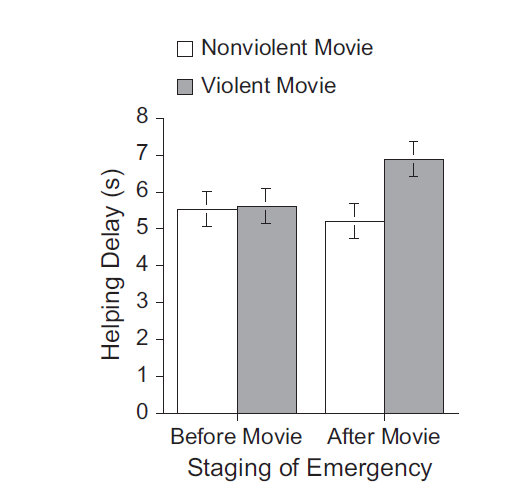 Nonviolent Movie
Violent Movie
8
7
6
5
4
3
2
1
0
Helping Delay (s)
Before Movie After Movie
Staging of Emergency